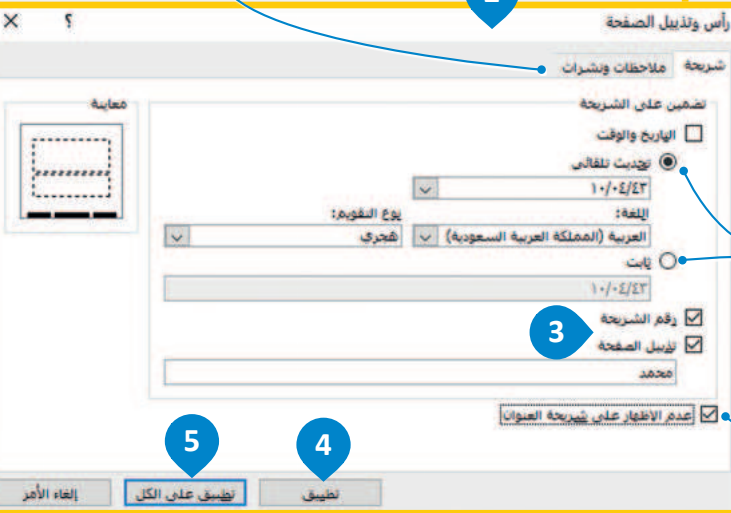 2
رأس وتذييل الصفحة
؟
×
شريحة
ملاحظات ونشرات
تضمين على الشريحة
التاريخ والوقت
تحديث تلقائي
١٠/٠٤/٤٣
اللغة:
نوع التقويم:
العربية (المملكة العربية السعودية)
هجري
ثابت
١٠/٠٤/٤٣
رقم الشريحة
تذييل الصفحة
3
محمد
عدم الاظهار على شريحة العنوان
معاينة
4
5
تطبيق
تطبيق على الكل
إلغاء الأمر